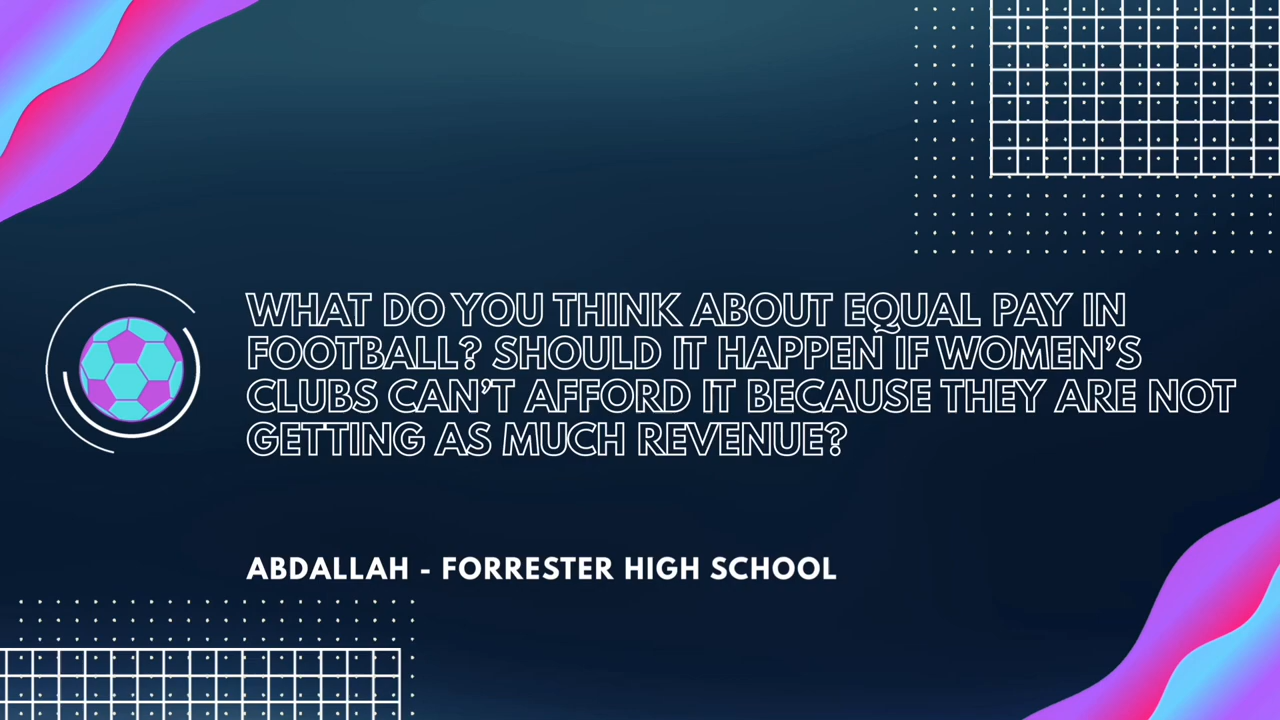 WHAT DO YOU THINK ABOUT EQUAL PAY IN
FOOTBALL? SHOULD IT HAPPEN IF WOMEN'S
CLUBS CAN'T AFFORD IT BECAUSE THEY ARE NOT
GETTING AS MUCH REVENUE?
ABDALLAH - FORRESTER HIGH SCHOOL